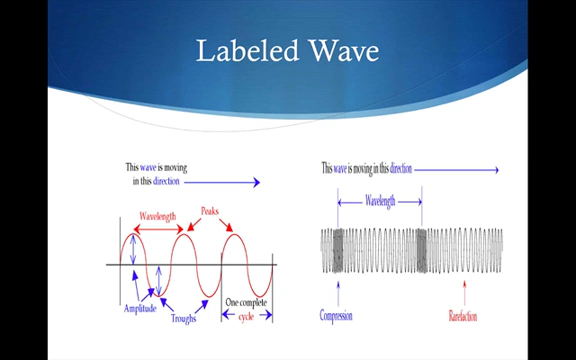 Labeled Wave
This wave is moving
in this direction
Wavelength
Peaks
Amplitude
Troughs
One complete
cycle
This wave is moving in this direction
Wavelength
Compression
Rarefaction